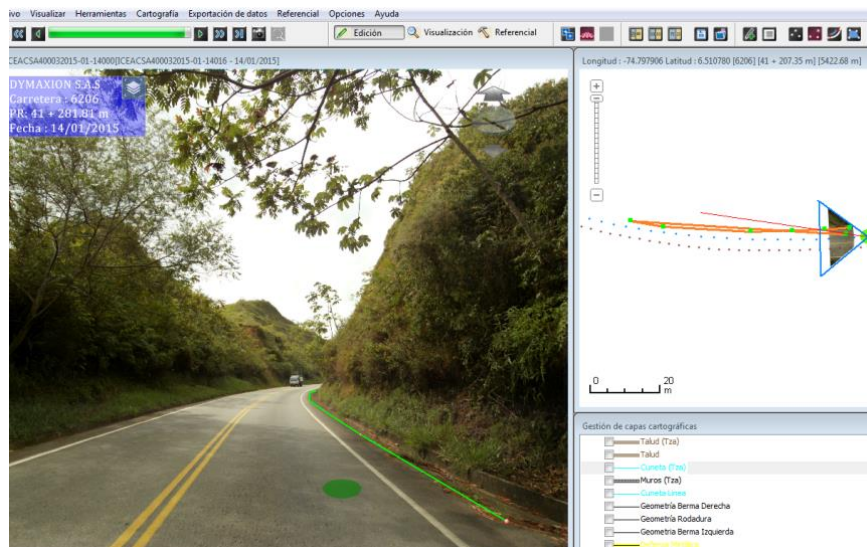 ivo Visualizar Herramientas Cartografía Exportación de datos Referencial Opciones Ayuda
Edición Visualización Referencial
CEACSA400032015-01-14000]CEACSA400032015-01-14016 - 14/01/2015]
Longitud : -74.797906 Latitud : 6.510780 [6206] [41 + 207.35 m] [5422.68 m]
DYMAXION S.A.S
Carretera : 6206
PR: 41 + 281.81 m
Fecha : 14/01/2015
0 20
m
Gestión de capas cartográficas
Talud (Tza)
Talud
Cuneta (Tza)
Muros (Tza)
Cuneta Linea
Geometría Berma Derecha
Geometría Rodadura
Geometría Berma Izquierda